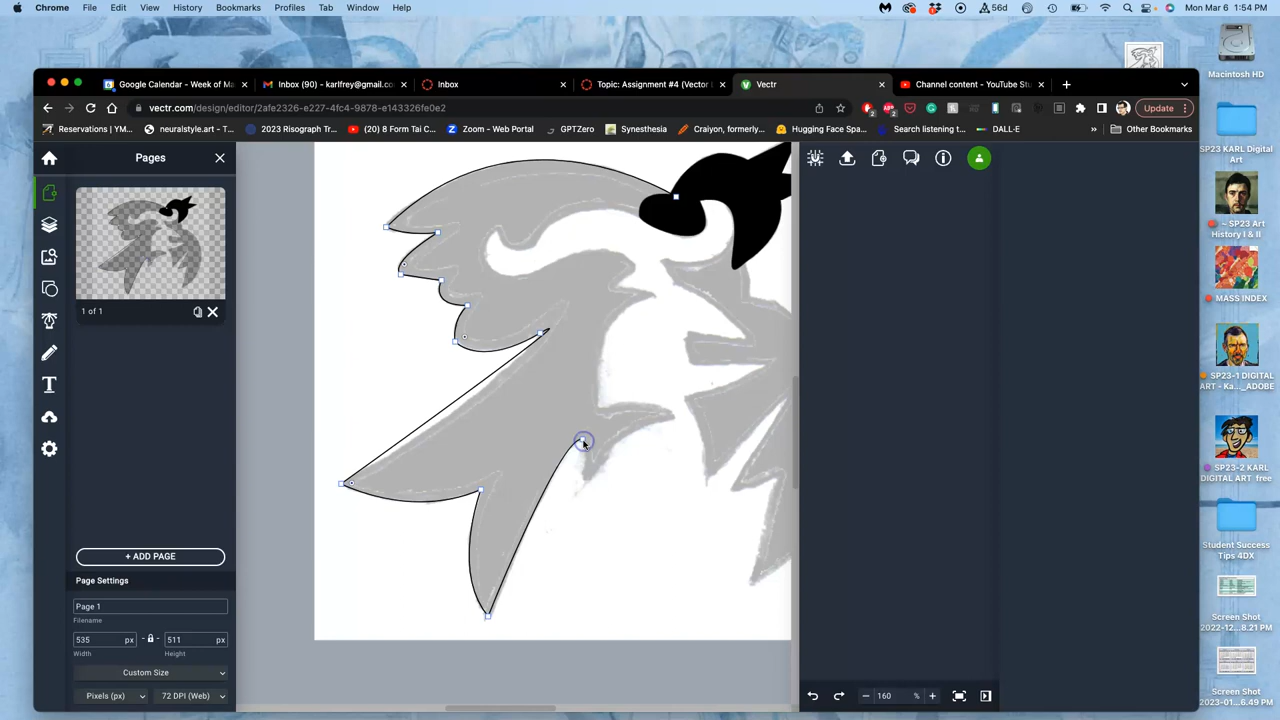 Chrome File Edit View History Bookmarks Profiles Tab Window Help 56d Mon Mar 6 1:54 PM
Google Calendar - Week of Ma Inbox (90) - karlfrey@gmail.co Inbox Topic: Assignment #4 (Vector Vectr Channel content - YouTube Stu
vectr.com/design/editor/2afe2326-e227-4fc4-9878-e143326fe0e2 Update
Reservations | YM... neuralstyle.art - T... 2023 Risograph Tr... (20) 8 Form Tai C... Zoom - Web Portal GPTZero Synesthesia Craiyon, formerly... Hugging Face Spa... Search listening t... DALL-E » Other Bookmarks
Pages
1 of 1
+ ADD PAGE
Page Settings
Page 1
Filename
535 px - 511 px
Width Height
Custom Size
Pixels (px) 72 DPI (Web)
160 %
Macintosh HD
SP23 KARL Digital
Art
~ SP23 Art
History I & II
MASS INDEX
SP23-1 DIGITAL
ART - Ka..._ADOBE
SP23-2 KARL
DIGITAL ART free
Student Success
Tips 4DX
Screen Shot
2022-12...8.21 PM
Screen Shot
2023-01...6.49 PM